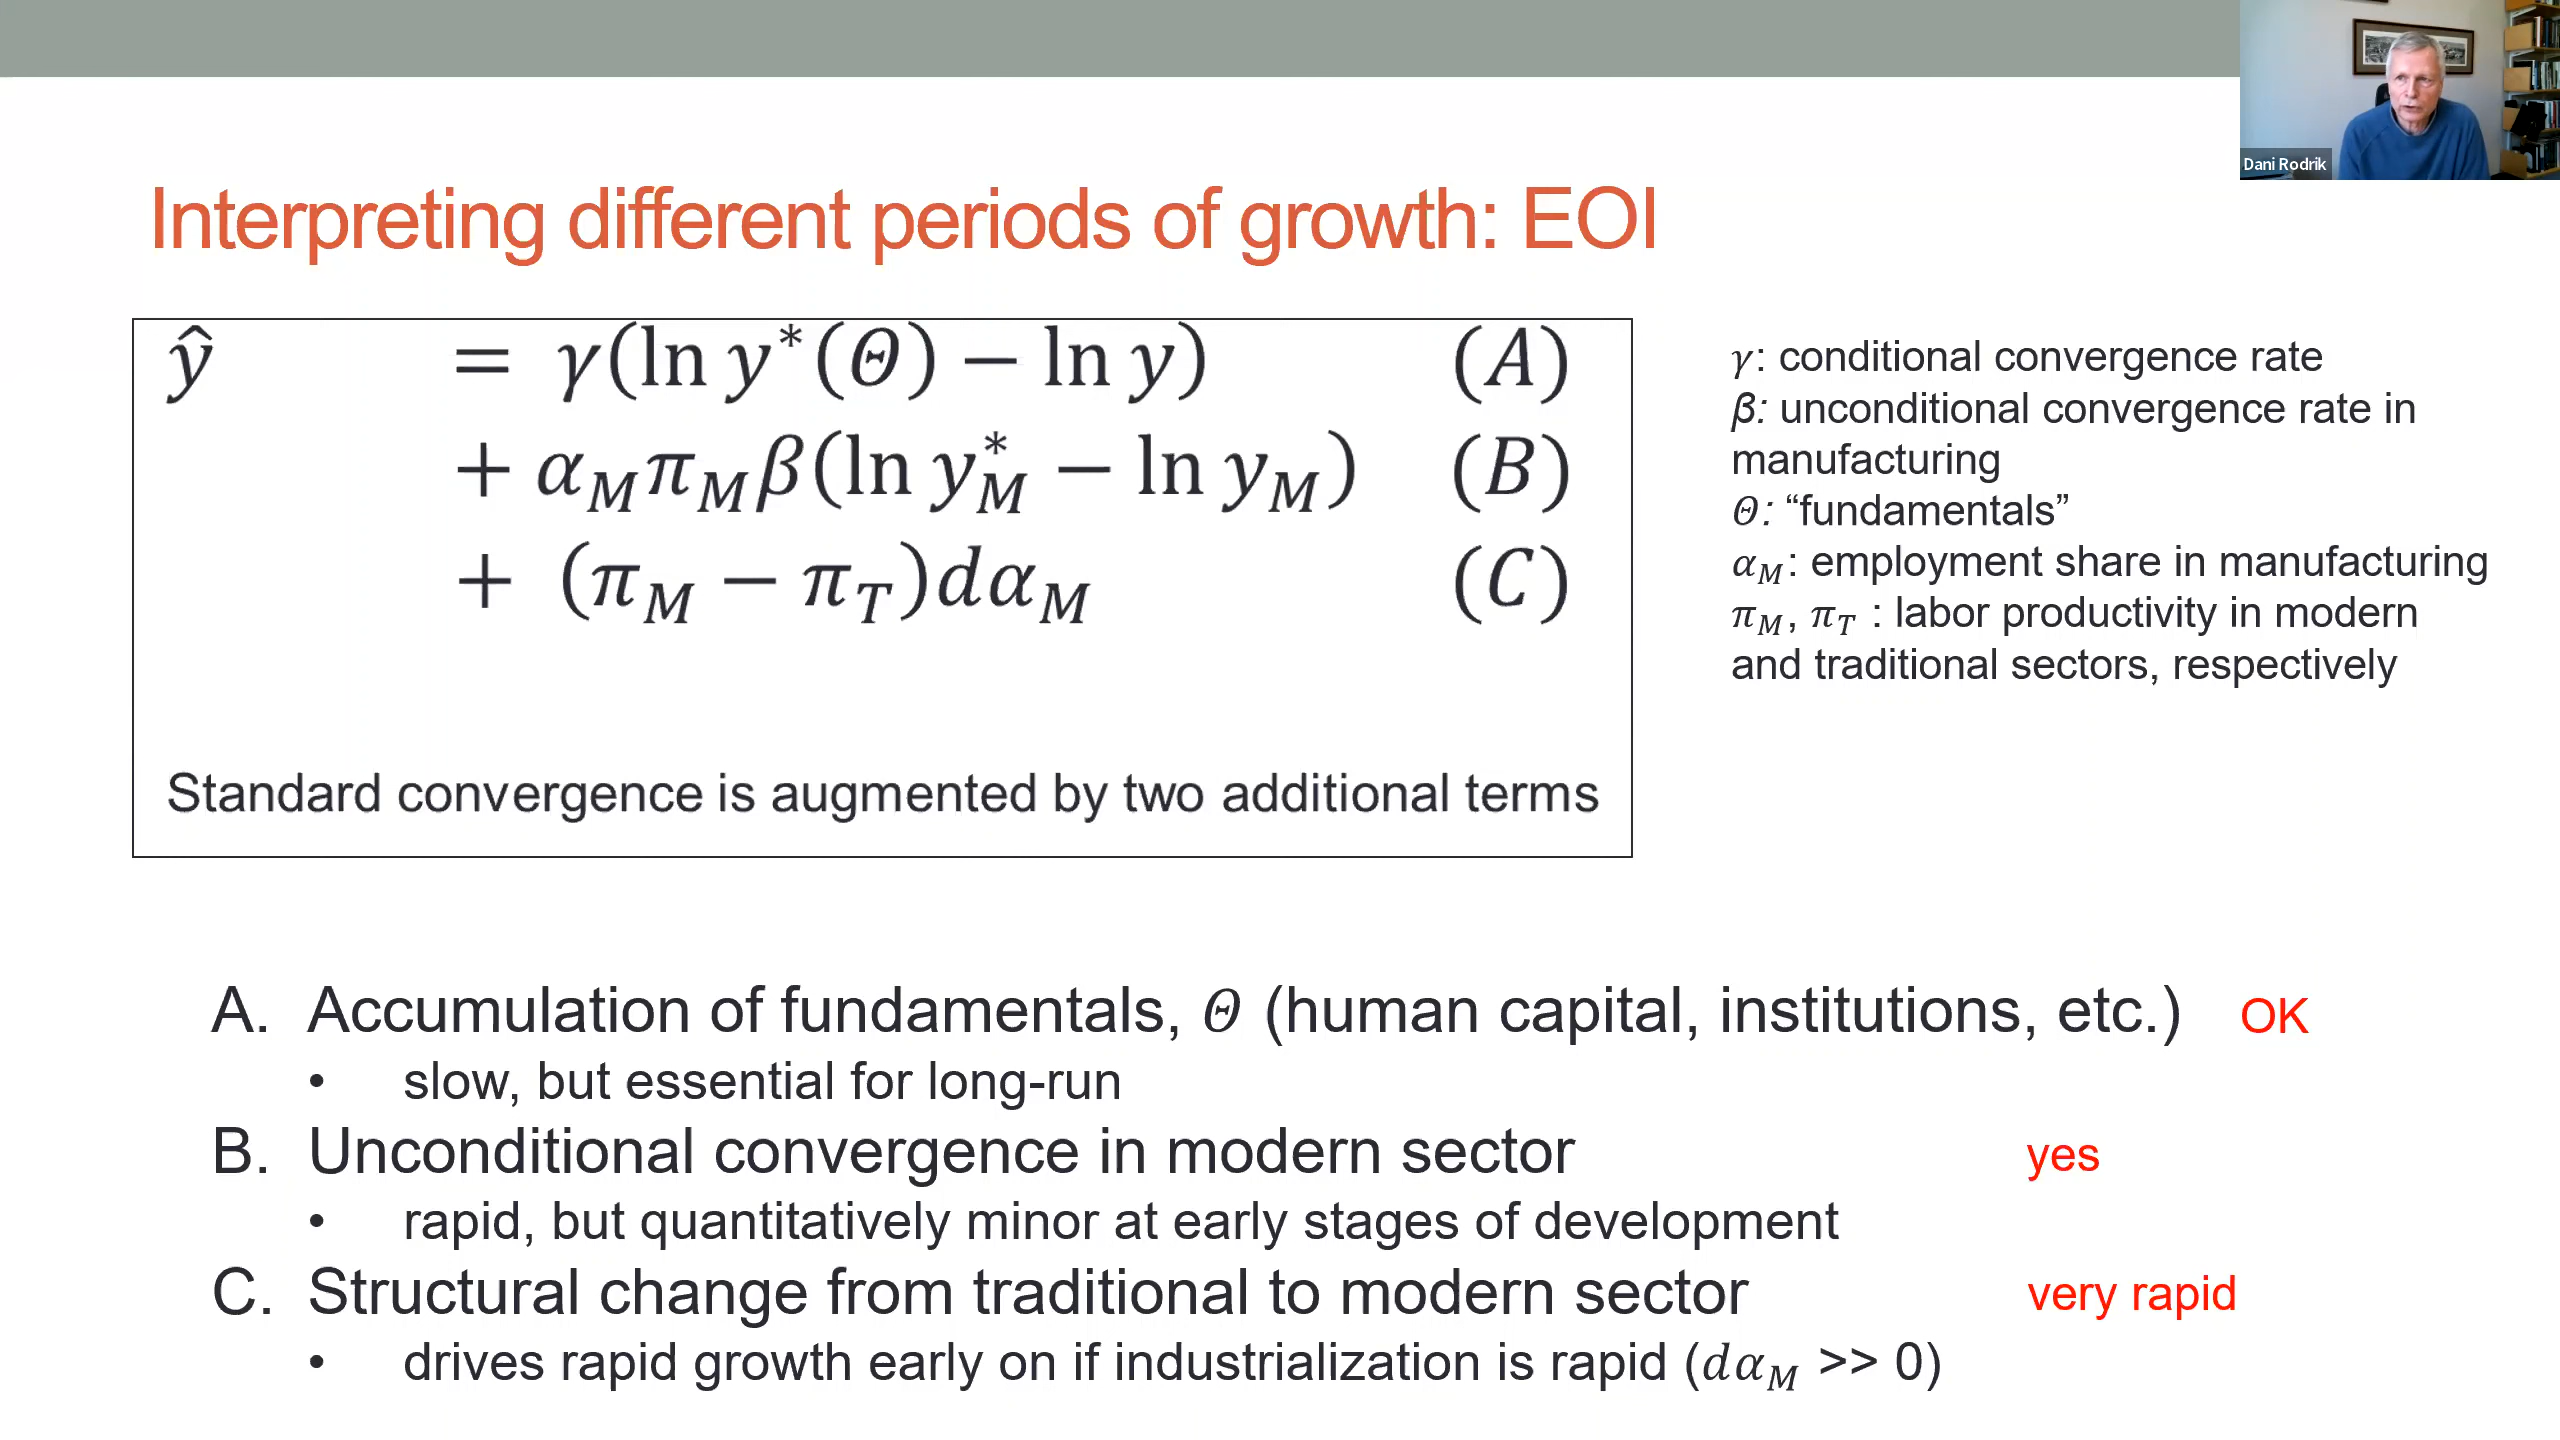 Dani Rodrik
Interpreting different periods of growth: EOI
ŷ = γ(ln y*(Θ) − ln y) (A)
+ α_M π_M β(ln y*_M − ln y_M) (B)
+ (π_M − π_T)dα_M (C)
Standard convergence is augmented by two additional terms
γ: conditional convergence rate
β: unconditional convergence rate in
manufacturing
Θ: “fundamentals”
α_M: employment share in manufacturing
π_M, π_T : labor productivity in modern
and traditional sectors, respectively
A. Accumulation of fundamentals, Θ (human capital, institutions, etc.) OK
• slow, but essential for long-run
B. Unconditional convergence in modern sector yes
• rapid, but quantitatively minor at early stages of development
C. Structural change from traditional to modern sector very rapid
• drives rapid growth early on if industrialization is rapid (dα_M >> 0)